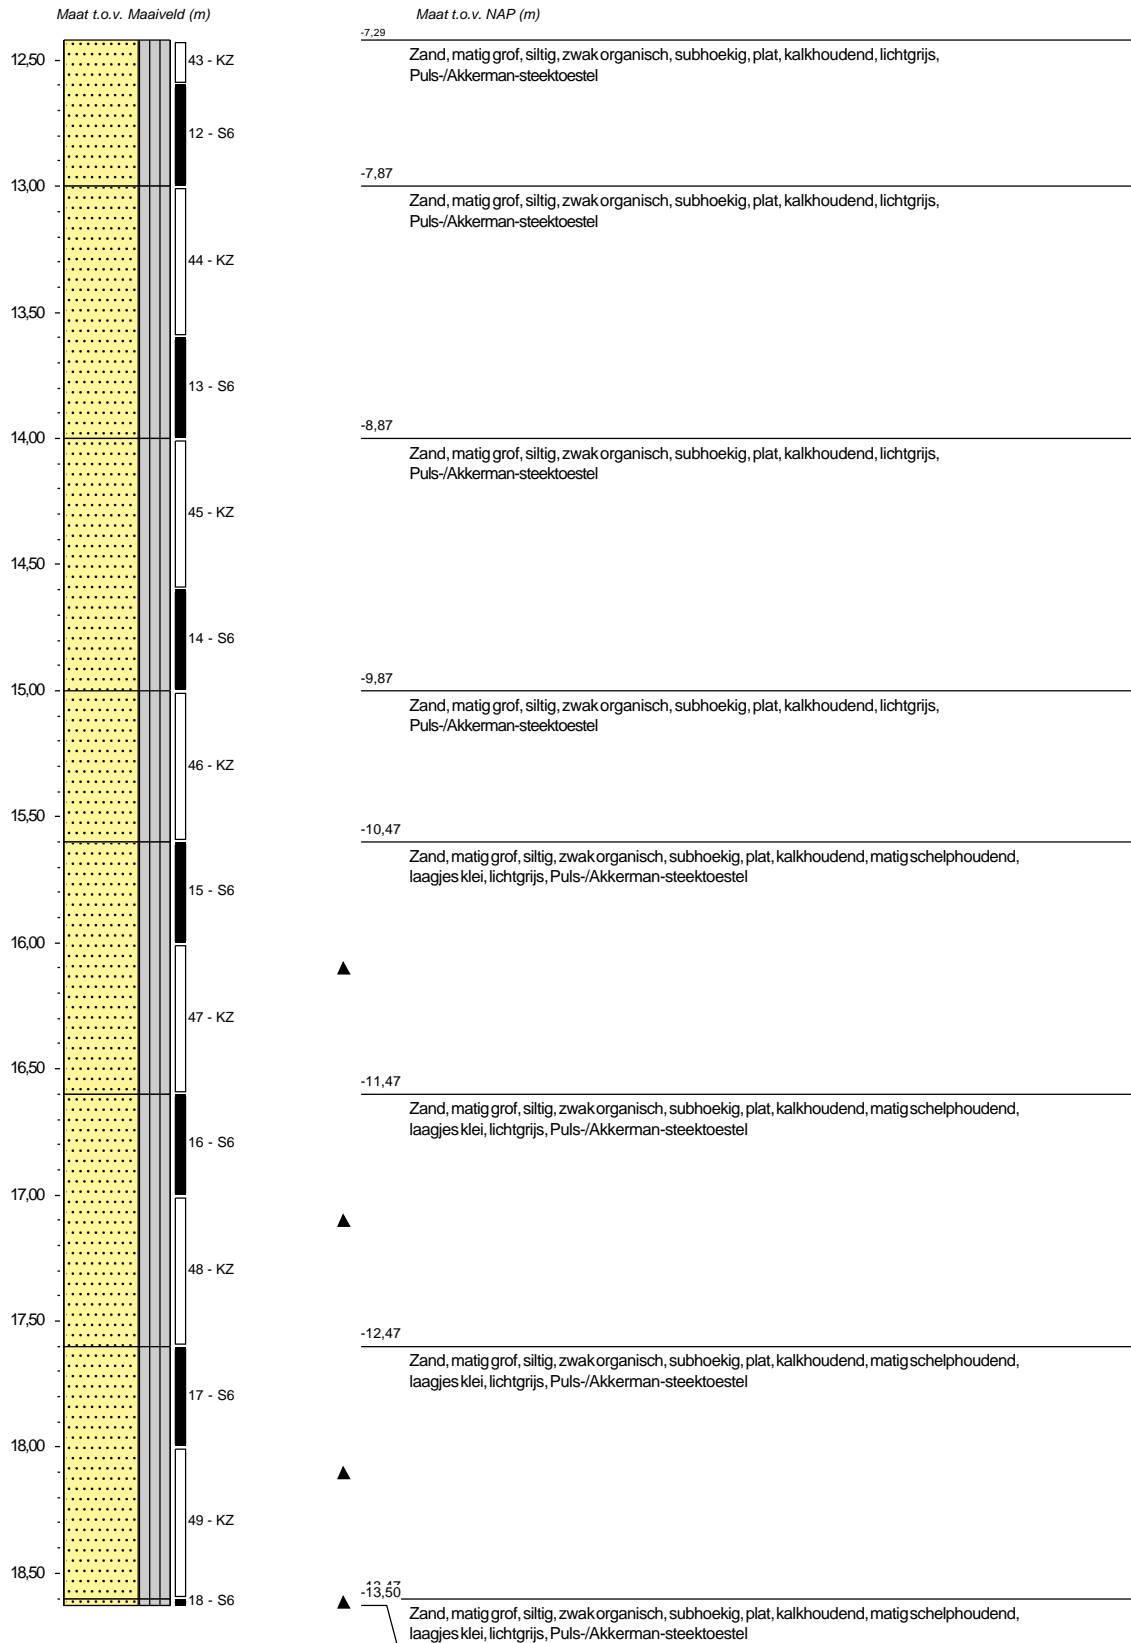 Maat t.o.v. Maaiveld (m)
Maat t.o.v. NAP (m)
-7,29
12,50
43 - KZ
Zand, matig grof, siltig, zwak organisch, subhoekig, plat, kalkhoudend, lichtgrijs,
Puls-/Akkerman-steektoestel
12 - S6
-7,87
13,00
Zand, matig grof, siltig, zwak organisch, subhoekig, plat, kalkhoudend, lichtgrijs,
Puls-/Akkerman-steektoestel
44 - KZ
13,50
13 - S6
-8,87
14,00
Zand, matig grof, siltig, zwak organisch, subhoekig, plat, kalkhoudend, lichtgrijs,
Puls-/Akkerman-steektoestel
45 - KZ
14,50
14 - S6
-9,87
15,00
Zand, matig grof, siltig, zwak organisch, subhoekig, plat, kalkhoudend, lichtgrijs,
Puls-/Akkerman-steektoestel
46 - KZ
15,50
-10,47
Zand, matig grof, siltig, zwak organisch, subhoekig, plat, kalkhoudend, matig schelphoudend,
laagjes klei, lichtgrijs, Puls-/Akkerman-steektoestel
15 - S6
16,00
47 - KZ
16,50
-11,47
Zand, matig grof, siltig, zwak organisch, subhoekig, plat, kalkhoudend, matig schelphoudend,
laagjes klei, lichtgrijs, Puls-/Akkerman-steektoestel
16 - S6
17,00
48 - KZ
17,50
-12,47
Zand, matig grof, siltig, zwak organisch, subhoekig, plat, kalkhoudend, matig schelphoudend,
laagjes klei, lichtgrijs, Puls-/Akkerman-steektoestel
17 - S6
18,00
49 - KZ
18,50
-13,50
18 - S6
Zand, matig grof, siltig, zwak organisch, subhoekig, plat, kalkhoudend, matig schelphoudend,
laagjes klei, lichtgrijs, Puls-/Akkerman-steektoestel